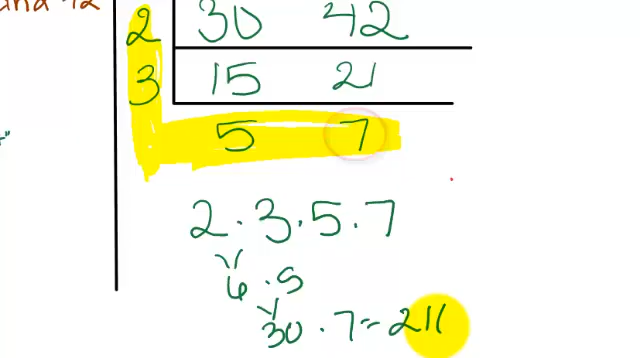 and 42
2 30 42
3 15 21
5 7
2 · 3 · 5 · 7
6 · 5
30 · 7 = 21